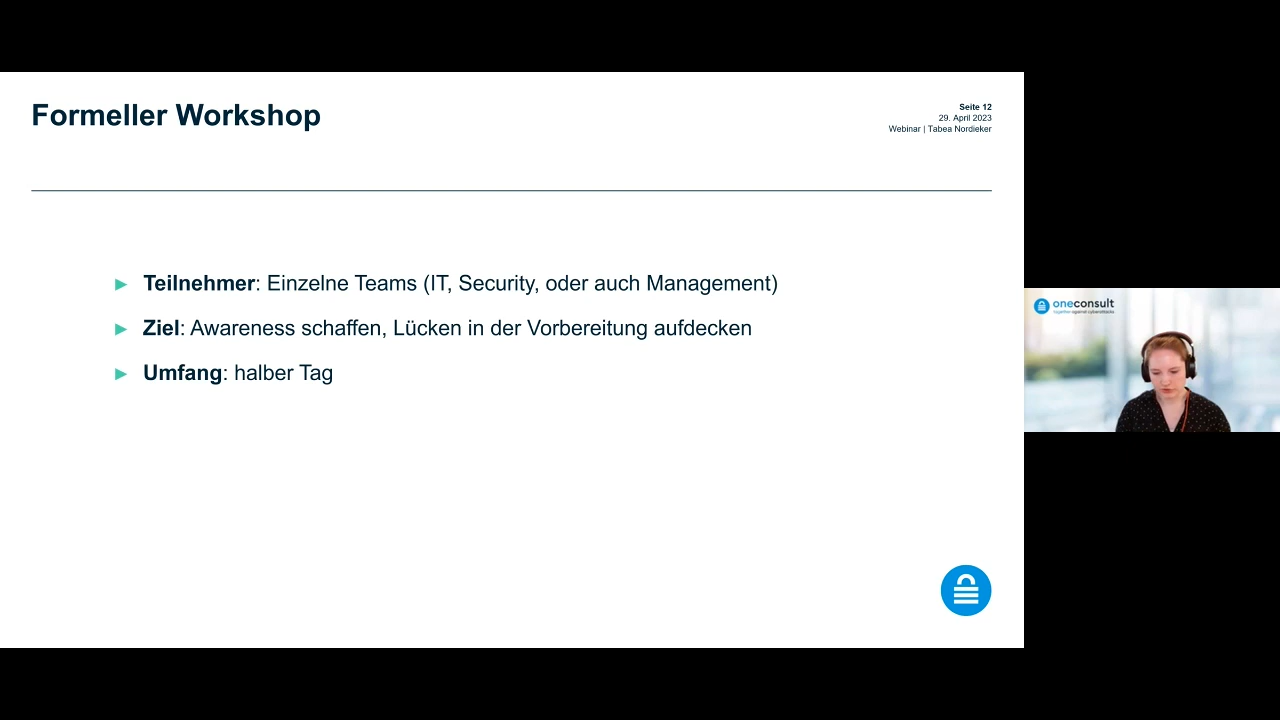 Formeller Workshop
Seite 12
29. April 2023
Webinar | Tabea Nordieker
Teilnehmer: Einzelne Teams (IT, Security, oder auch Management)
Ziel: Awareness schaffen, Lücken in der Vorbereitung aufdecken
Umfang: halber Tag
oneconsult
together against cyberattacks